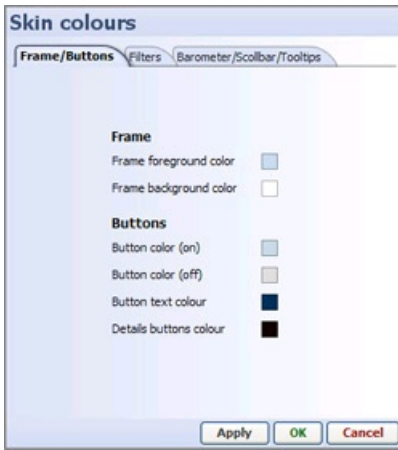 Skin colours
Frame/Buttons Filters Barometer/Scollbar/Tooltips
Frame
Frame foreground color
Frame background color
Buttons
Button color (on)
Button color (off)
Button text colour
Details buttons colour
Apply OK Cancel